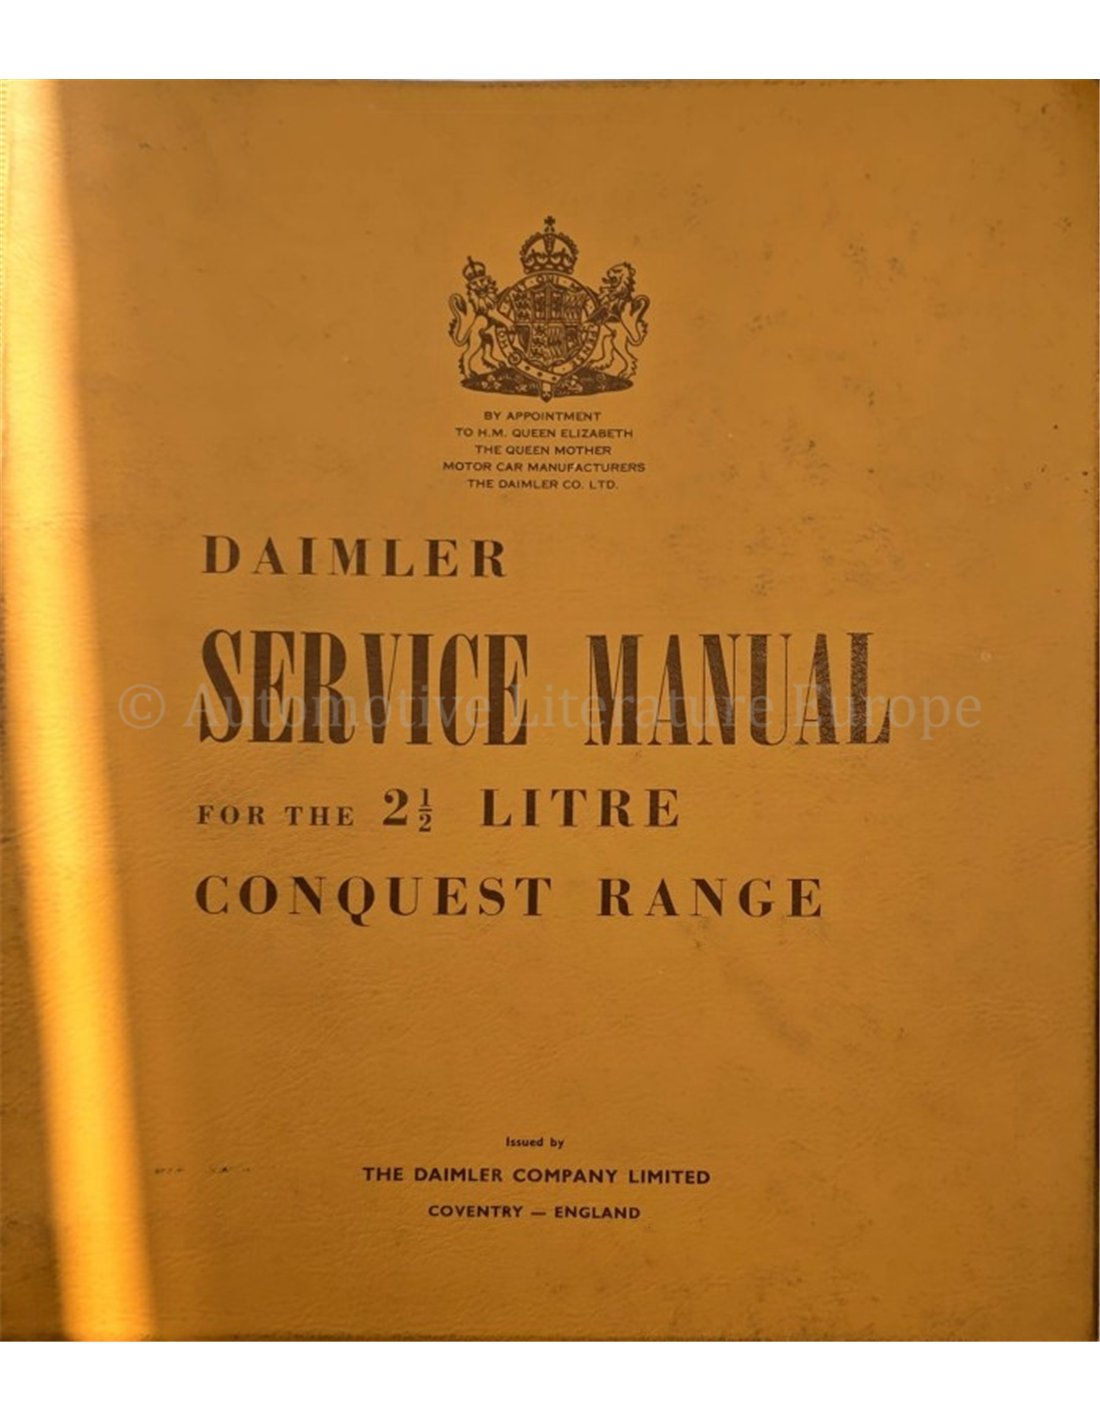 BY APPOINTMENT
TO H.M. QUEEN ELIZABETH
THE QUEEN MOTHER
MOTOR CAR MANUFACTURERS
THE DAIMLER CO. LTD.
DAIMLER
SERVICE MANUAL
© Automotive Literature Europe
FOR THE 2½ LITRE
CONQUEST RANGE
Issued by
THE DAIMLER COMPANY LIMITED
COVENTRY — ENGLAND